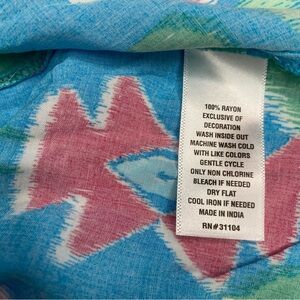 100% RAYON
EXCLUSIVE OF
DECORATION
WASH INSIDE OUT
MACHINE WASH COLD
WITH LIKE COLORS
GENTLE CYCLE
ONLY NON CHLORINE
BLEACH IF NEEDED
DRY FLAT
COOL IRON IF NEEDED
MADE IN INDIA
RN#31104